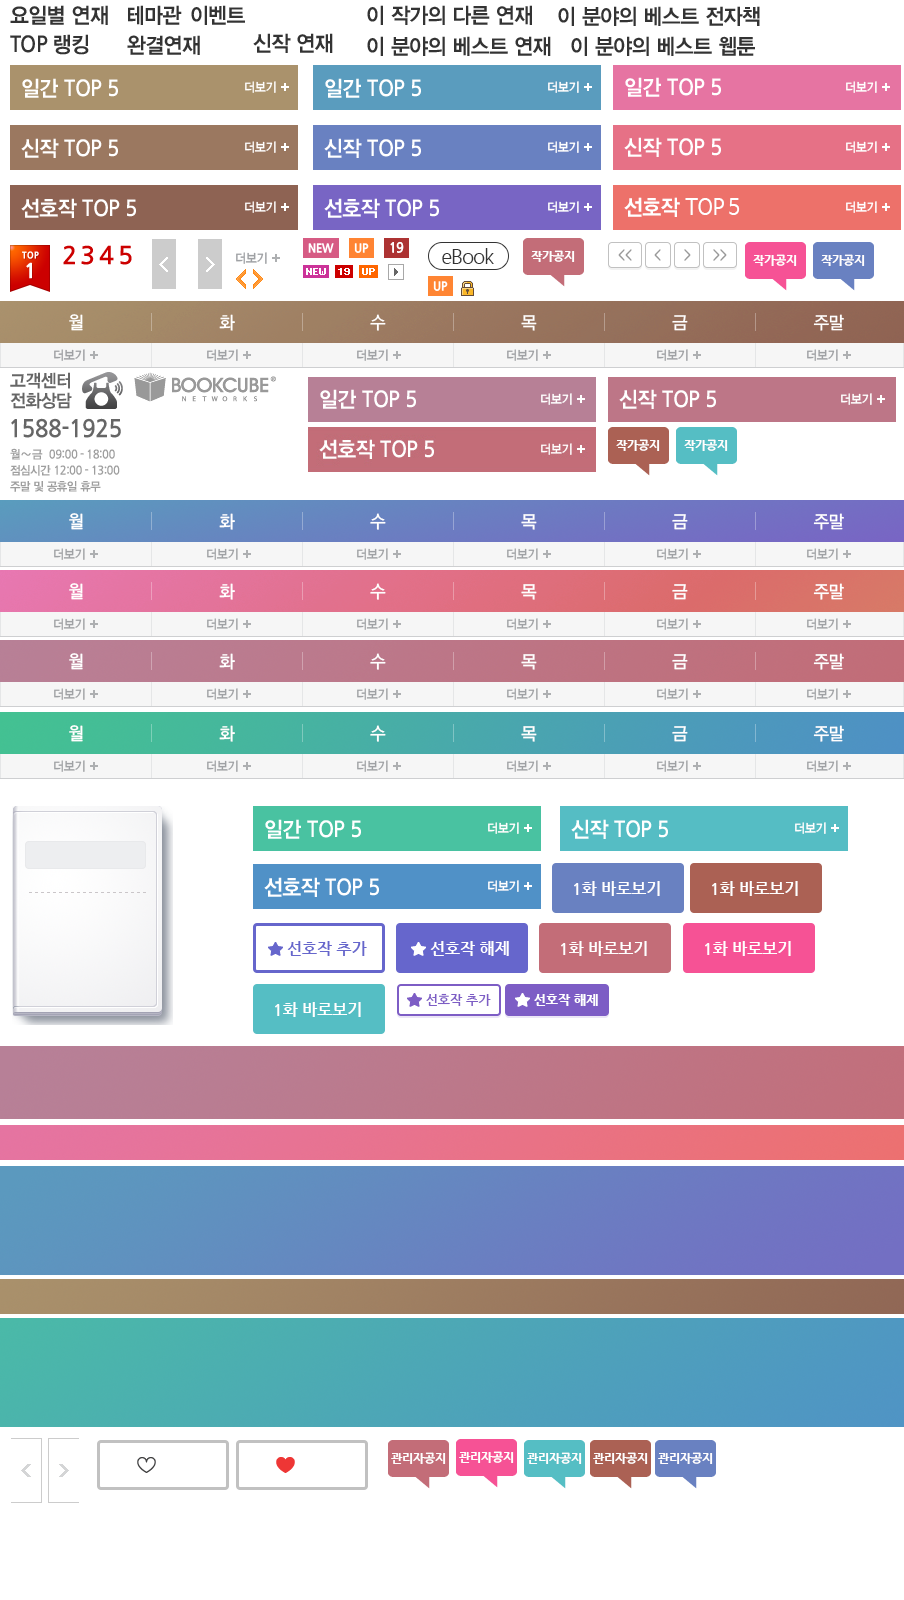 요일별 연재 테마관 이벤트 이 작가의 다른 연재 이 분야의 베스트 전자책
TOP 랭킹 완결연재 신작 연재 이 분야의 베스트 연재 이 분야의 베스트 웹툰
일간 TOP 5 더보기 + 일간 TOP 5 더보기 + 일간 TOP 5 더보기 +
신작 TOP 5 더보기 + 신작 TOP 5 더보기 + 신작 TOP 5 더보기 +
선호작 TOP 5 더보기 + 선호작 TOP 5 더보기 + 선호작 TOP 5 더보기 +
TOP 1 2 3 4 5 더보기 + NEW UP 19 eBook 작가공지 작가공지 작가공지
NEW 19 UP UP
월 화 수 목 금 주말
더보기 + 더보기 + 더보기 + 더보기 + 더보기 + 더보기 +
고객센터
전화상담
BOOKCUBE®
NETWORKS
1588-1925
월~금 09:00 - 18:00
점심시간 12:00 - 13:00
주말 및 공휴일 휴무
일간 TOP 5 더보기 + 신작 TOP 5 더보기 +
선호작 TOP 5 더보기 + 작가공지 작가공지
월 화 수 목 금 주말
더보기 + 더보기 + 더보기 + 더보기 + 더보기 + 더보기 +
월 화 수 목 금 주말
더보기 + 더보기 + 더보기 + 더보기 + 더보기 + 더보기 +
월 화 수 목 금 주말
더보기 + 더보기 + 더보기 + 더보기 + 더보기 + 더보기 +
월 화 수 목 금 주말
더보기 + 더보기 + 더보기 + 더보기 + 더보기 + 더보기 +
일간 TOP 5 더보기 + 신작 TOP 5 더보기 +
선호작 TOP 5 더보기 + 1화 바로보기 1화 바로보기
선호작 추가 선호작 해제 1화 바로보기 1화 바로보기
1화 바로보기 선호작 추가 선호작 해제
관리자공지 관리자공지 관리자공지 관리자공지 관리자공지